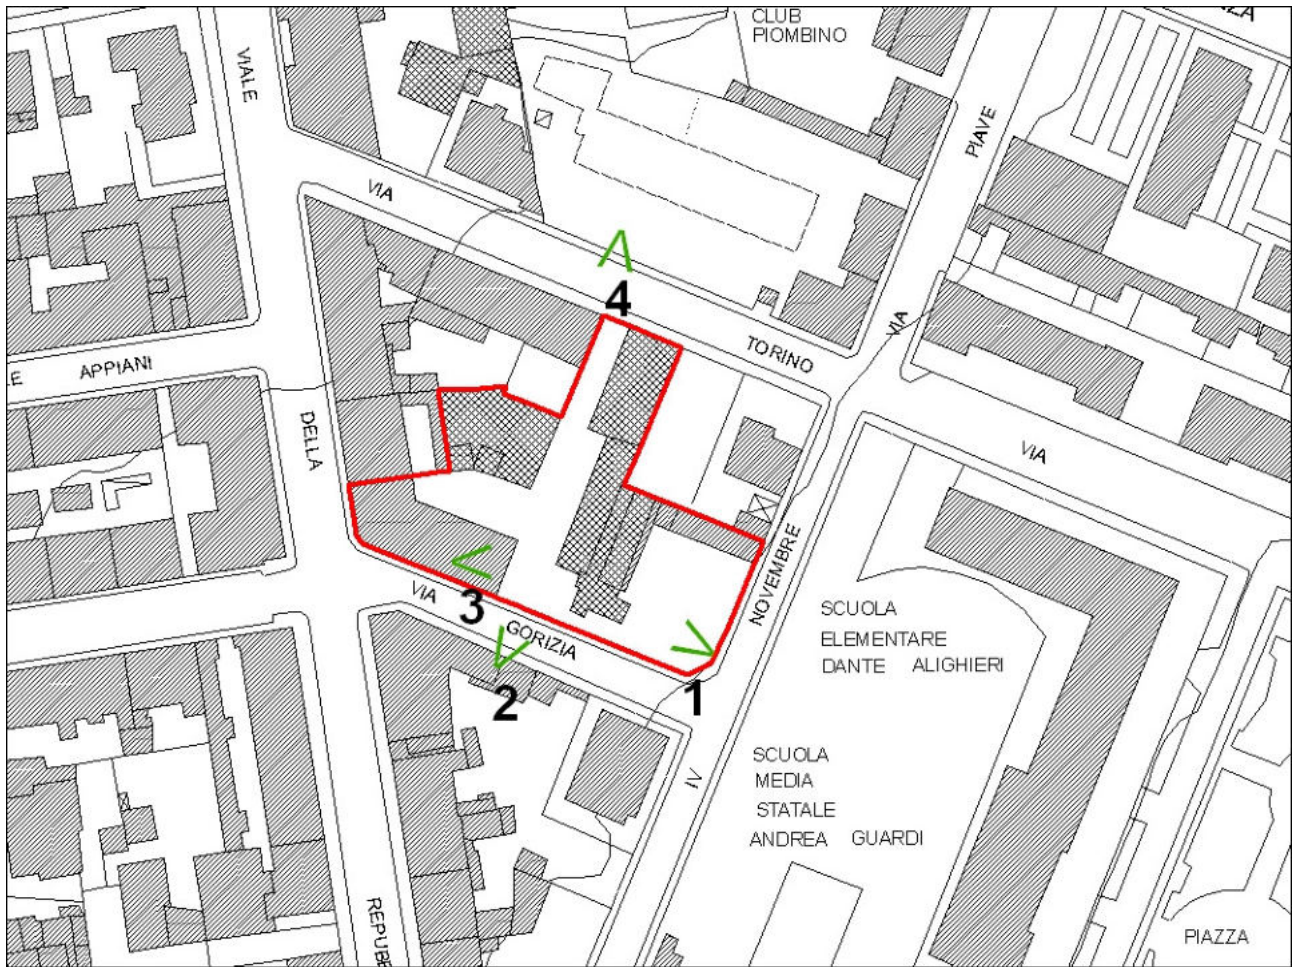 CLUB
PIOMBINO
VIALE
PIAVE
VIA
4
VIA
TORINO
E APPIANI
DELLA
VIA
NOVEMBRE
3
VIA
GORIZIA
SCUOLA
ELEMENTARE
DANTE ALIGHIERI
2
1
IV
SCUOLA
MEDIA
STATALE
ANDREA GUARDI
REPUBB
PIAZZA